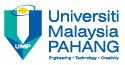 UMP
Universiti
Malaysia
PAHANG
Engineering • Technology • Creativity